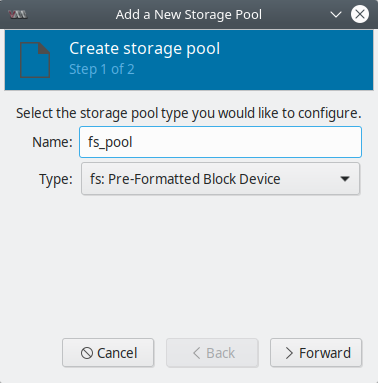 Add a New Storage Pool
Create storage pool
Step 1 of 2
Select the storage pool type you would like to configure.
Name: fs_pool
Type: fs: Pre-Formatted Block Device
Cancel Back Forward